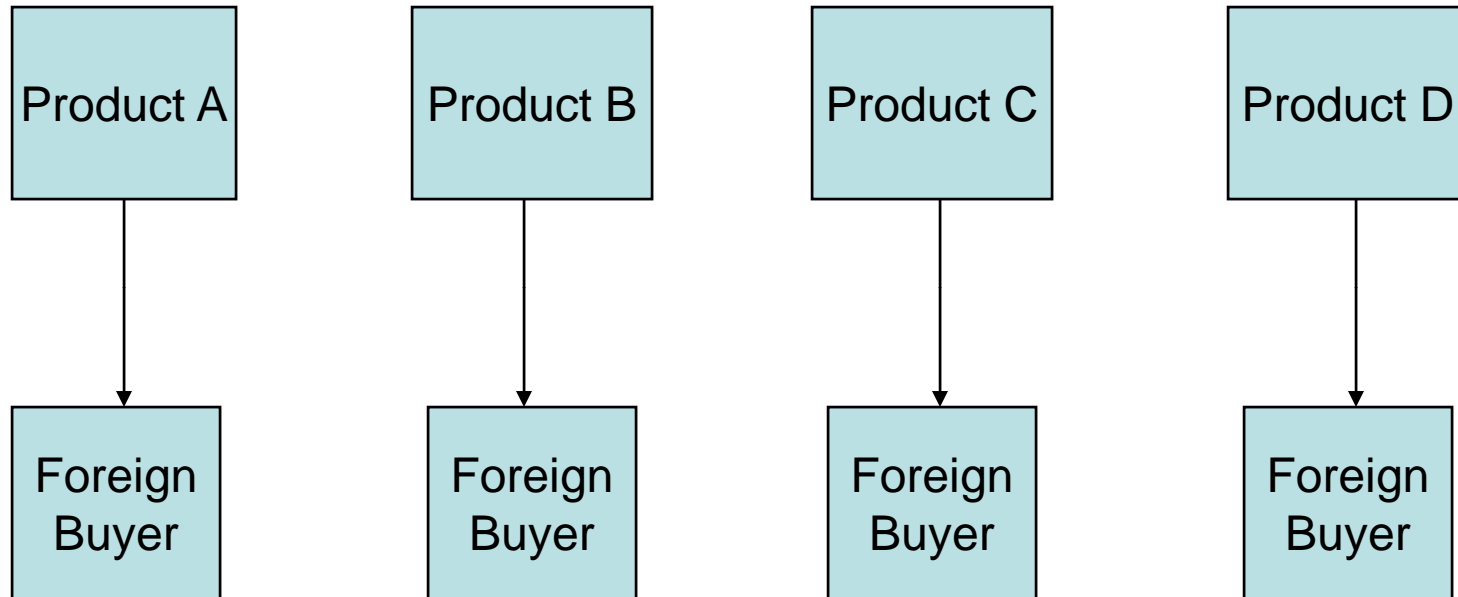 Product A
Product B
Product C
Product D
Foreign
Buyer
Foreign
Buyer
Foreign
Buyer
Foreign
Buyer